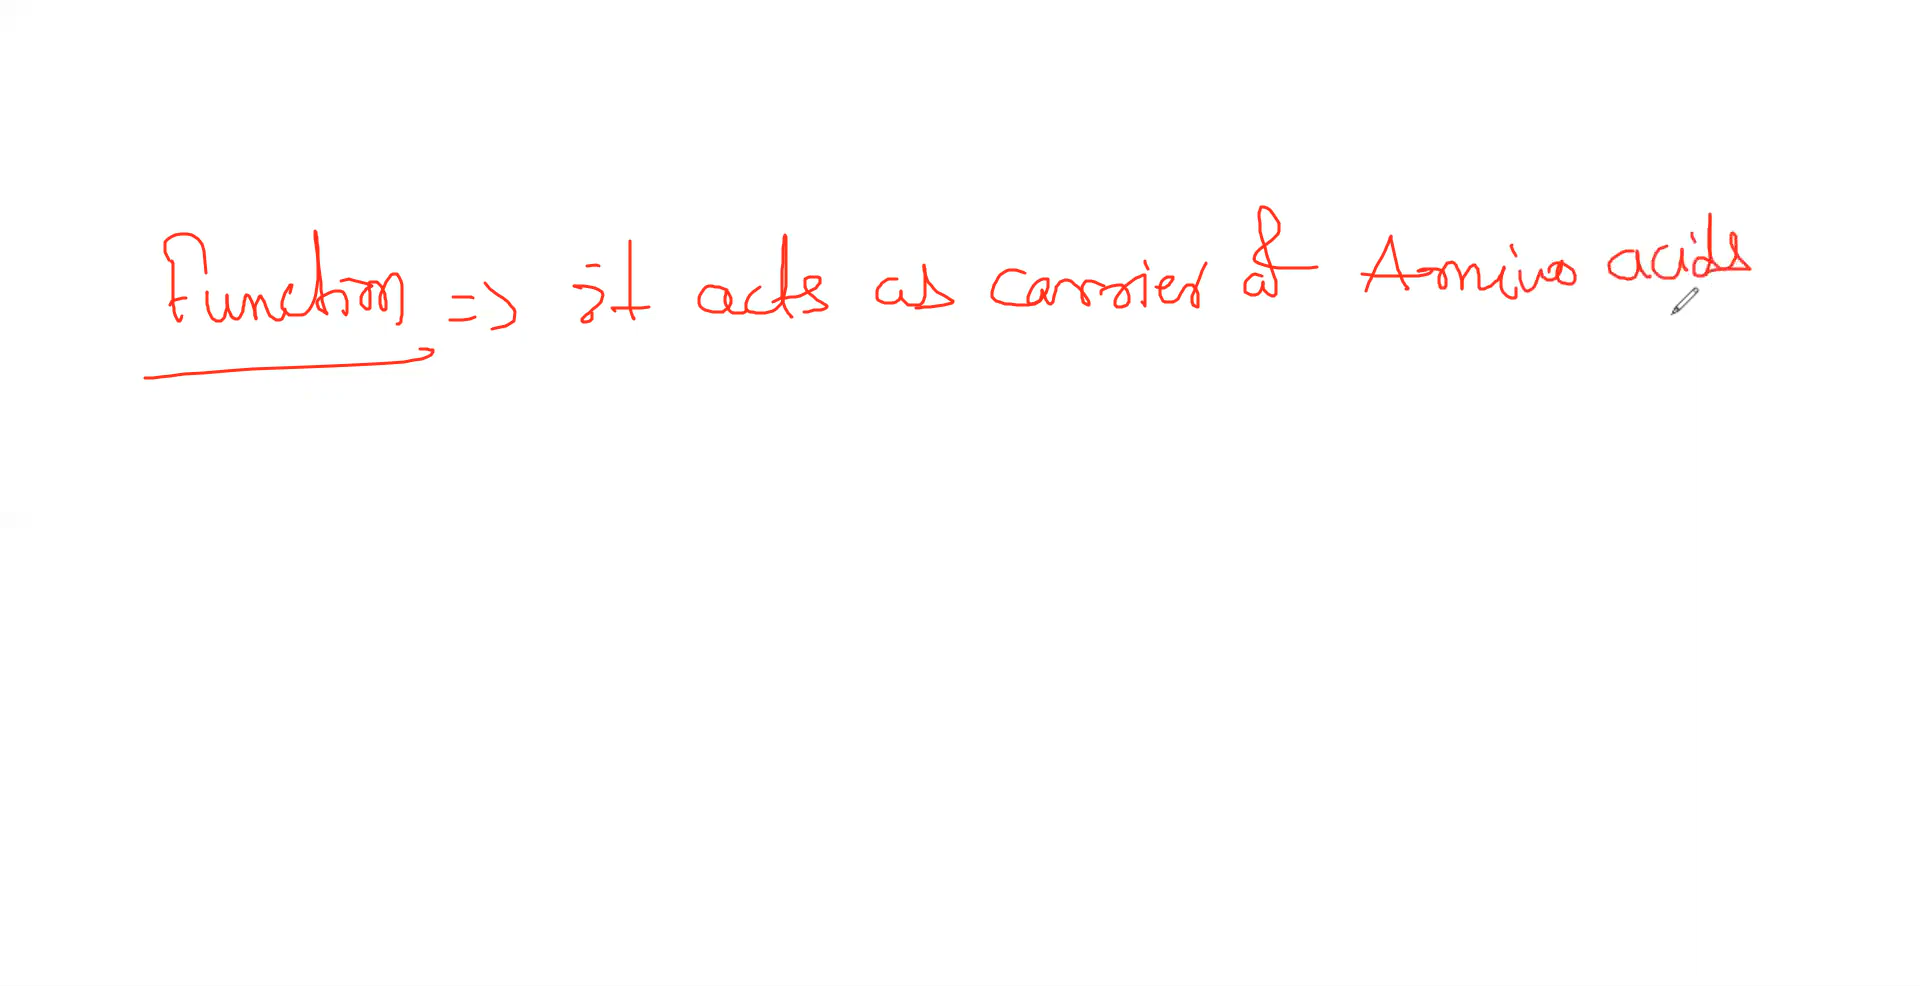 Function => it acts as carrier of Amino acids